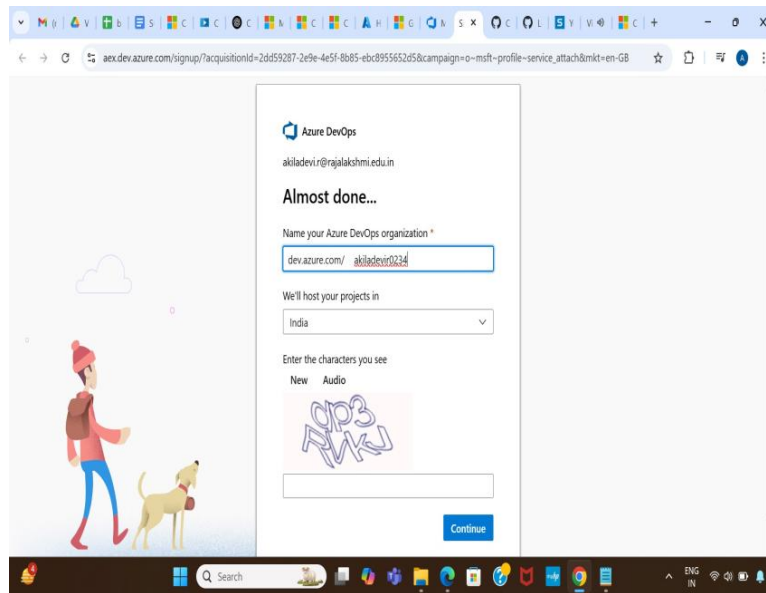 aex.dev.azure.com/signup/?acquisitionId=2dd59287-2e9e-4e5f-8b85-ebc8955652d5&campaign=o~msft~profile~service_attach&mkt=en-GB
Azure DevOps
akiladevi.r@rajalakshmi.edu.in
Almost done...
Name your Azure DevOps organization *
dev.azure.com/ akiladevir0234
We'll host your projects in
India
Enter the characters you see
New Audio
Continue
Search
ENG
IN